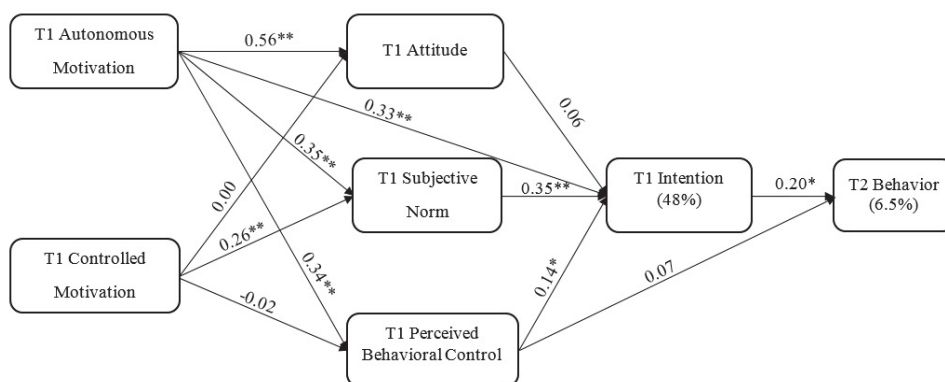 T1 Autonomous
Motivation
0.56**
T1 Attitude
0.33**
0.06
0.35**
0.00
T1 Subjective
Norm
0.35**
T1 Intention
(48%)
0.20*
T2 Behavior
(6.5%)
T1 Controlled
Motivation
0.26**
0.34**
-0.02
0.14*
0.07
T1 Perceived
Behavioral Control